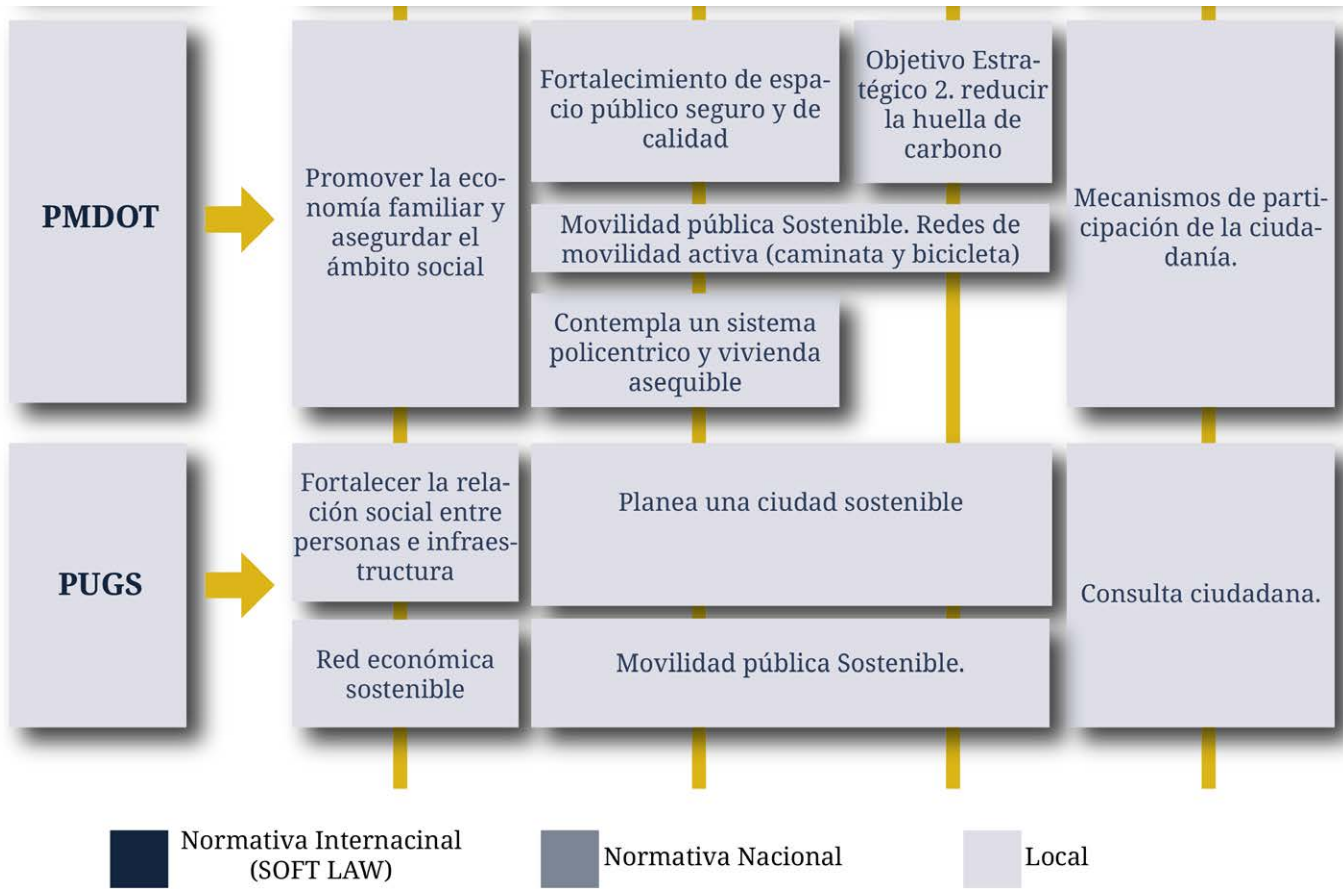 PMDOT
Promover la eco-
nomía familiar y
asegurdar el
ámbito social
Fortalecimiento de espa-
cio público seguro y de
calidad
Objetivo Estra-
tégico 2. reducir
la huella de
carbono
Movilidad pública Sostenible. Redes de
movilidad activa (caminata y bicicleta)
Contempla un sistema
policentrico y vivienda
asequible
Mecanismos de parti-
cipación de la ciuda-
danía.
PUGS
Fortalecer la rela-
ción social entre
personas e infraes-
tructura
Planea una ciudad sostenible
Red económica
sostenible
Movilidad pública Sostenible.
Consulta ciudadana.
Normativa Internacinal
(SOFT LAW)
Normativa Nacional
Local